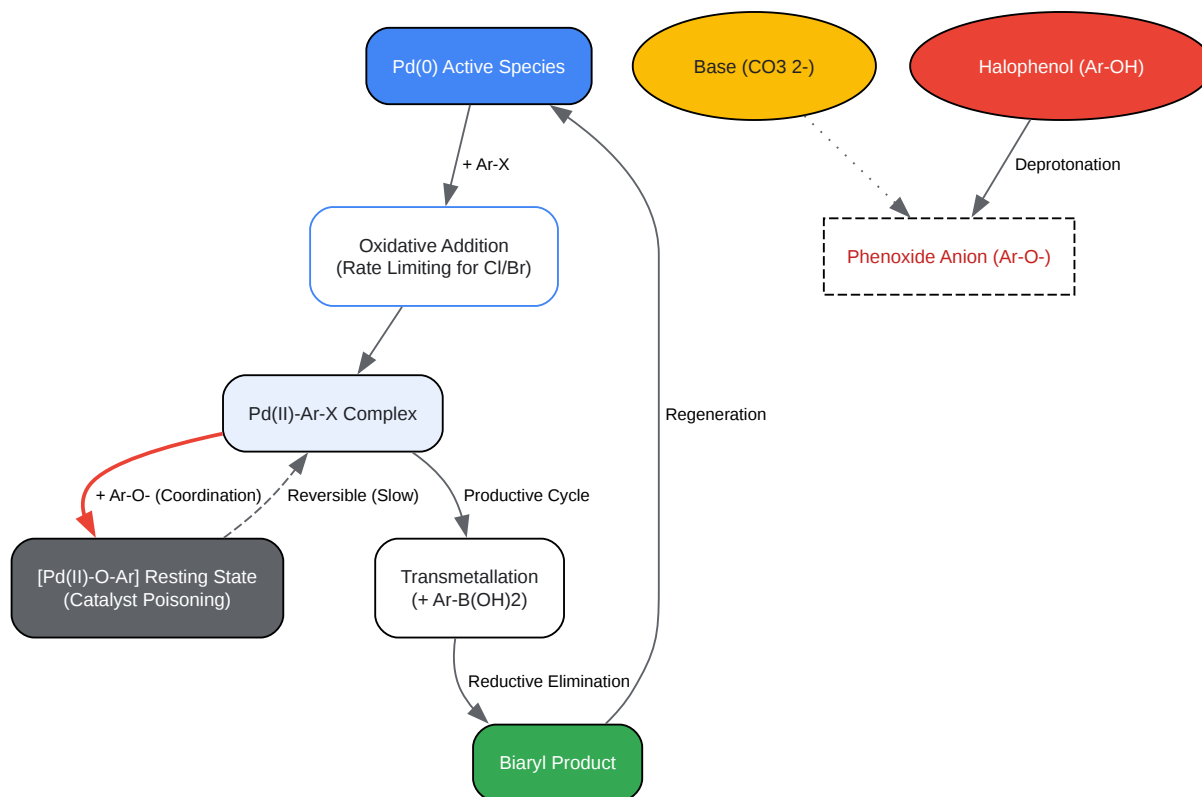 Pd(0) Active Species
Base (CO3 2-)
Halophenol (Ar-OH)
+ Ar-X
Deprotonation
Oxidative Addition
(Rate Limiting for Cl/Br)
Phenoxide Anion (Ar-O-)
Pd(II)-Ar-X Complex
Regeneration
+ Ar-O- (Coordination)
Reversible (Slow)
Productive Cycle
[Pd(II)-O-Ar] Resting State
(Catalyst Poisoning)
Transmetallation
(+ Ar-B(OH)2)
Reductive Elimination
Biaryl Product